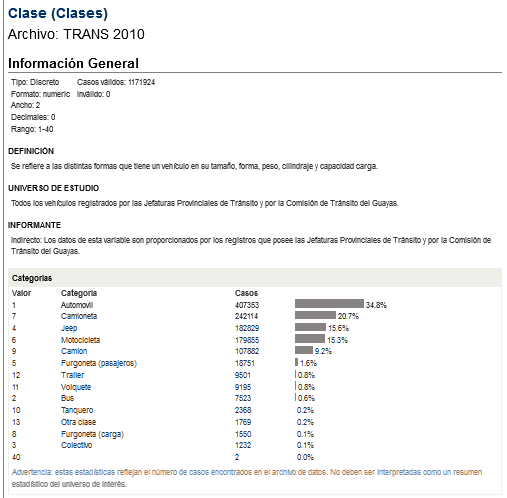 Clase (Clases)
Archivo: TRANS 2010
Información General
Tipo: Discreto Casos válidos: 1171924
Formato: numeric Inválido: 0
Ancho: 2
Decimales: 0
Rango: 1-40
DEFINICIÓN
Se refiere a las distintas formas que tiene un vehículo en su tamaño, forma, peso, cilindraje y capacidad carga.
UNIVERSO DE ESTUDIO
Todos los vehículos registrados por las Jefaturas Provinciales de Tránsito y por la Comisión de Tránsito del Guayas.
INFORMANTE
Indirecto: Los datos de esta variable son proporcionados por los registros que posee las Jefaturas Provinciales de Tránsito y por la Comisión de
Tránsito del Guayas.
Categorías
Valor Categoría Casos
1 Automovil 407353 34.8%
7 Camioneta 242114 20.7%
4 Jeep 182829 15.6%
6 Motocicleta 179855 15.3%
9 Camion 107882 9.2%
5 Furgoneta (pasajeros) 18751 1.6%
12 Trailer 9501 0.8%
11 Volquete 9195 0.8%
2 Bus 7523 0.6%
10 Tanquero 2368 0.2%
13 Otra clase 1769 0.2%
8 Furgoneta (carga) 1550 0.1%
3 Colectivo 1232 0.1%
40 2 0.0%
Advertencia: estas estadísticas reflejan el número de casos encontrados en el archivo de datos. No deben ser interpretadas como un resumen
estadístico del universo de interés.